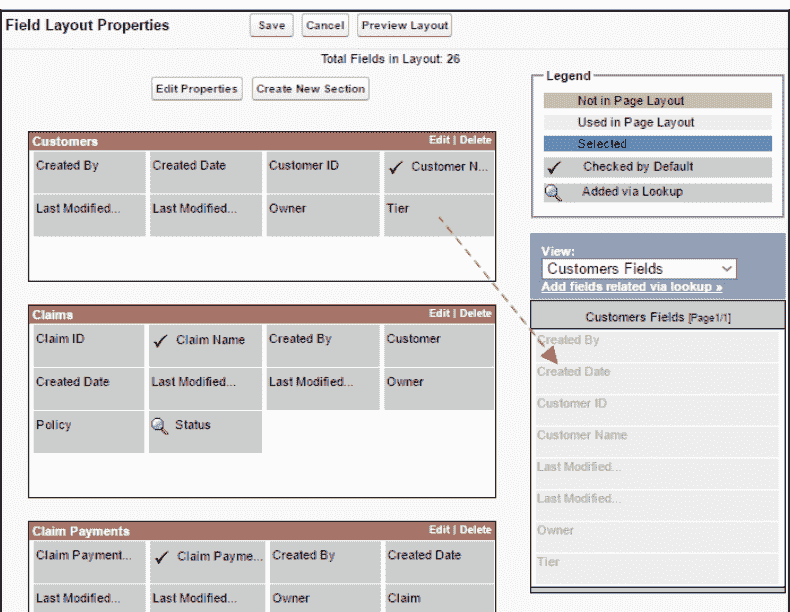 Field Layout Properties
Save Cancel Preview Layout
Total Fields in Layout: 26
Edit Properties Create New Section
Legend
Not in Page Layout
Used in Page Layout
Selected
Checked by Default
Added via Lookup
Customers Edit | Delete
Created By Created Date Customer ID Customer N...
Last Modified... Last Modified... Owner Tier
Claims Edit | Delete
Claim ID Claim Name Created By Customer
Created Date Last Modified... Last Modified... Owner
Policy Status
Claim Payments Edit | Delete
Claim Payment... Claim Payme... Created By Created Date
Last Modified... Last Modified... Owner Claim
View:
Customers Fields
Add fields related via lookup »
Customers Fields [Page1/1]
Created By
Created Date
Customer ID
Customer Name
Last Modified...
Last Modified...
Owner
Tier